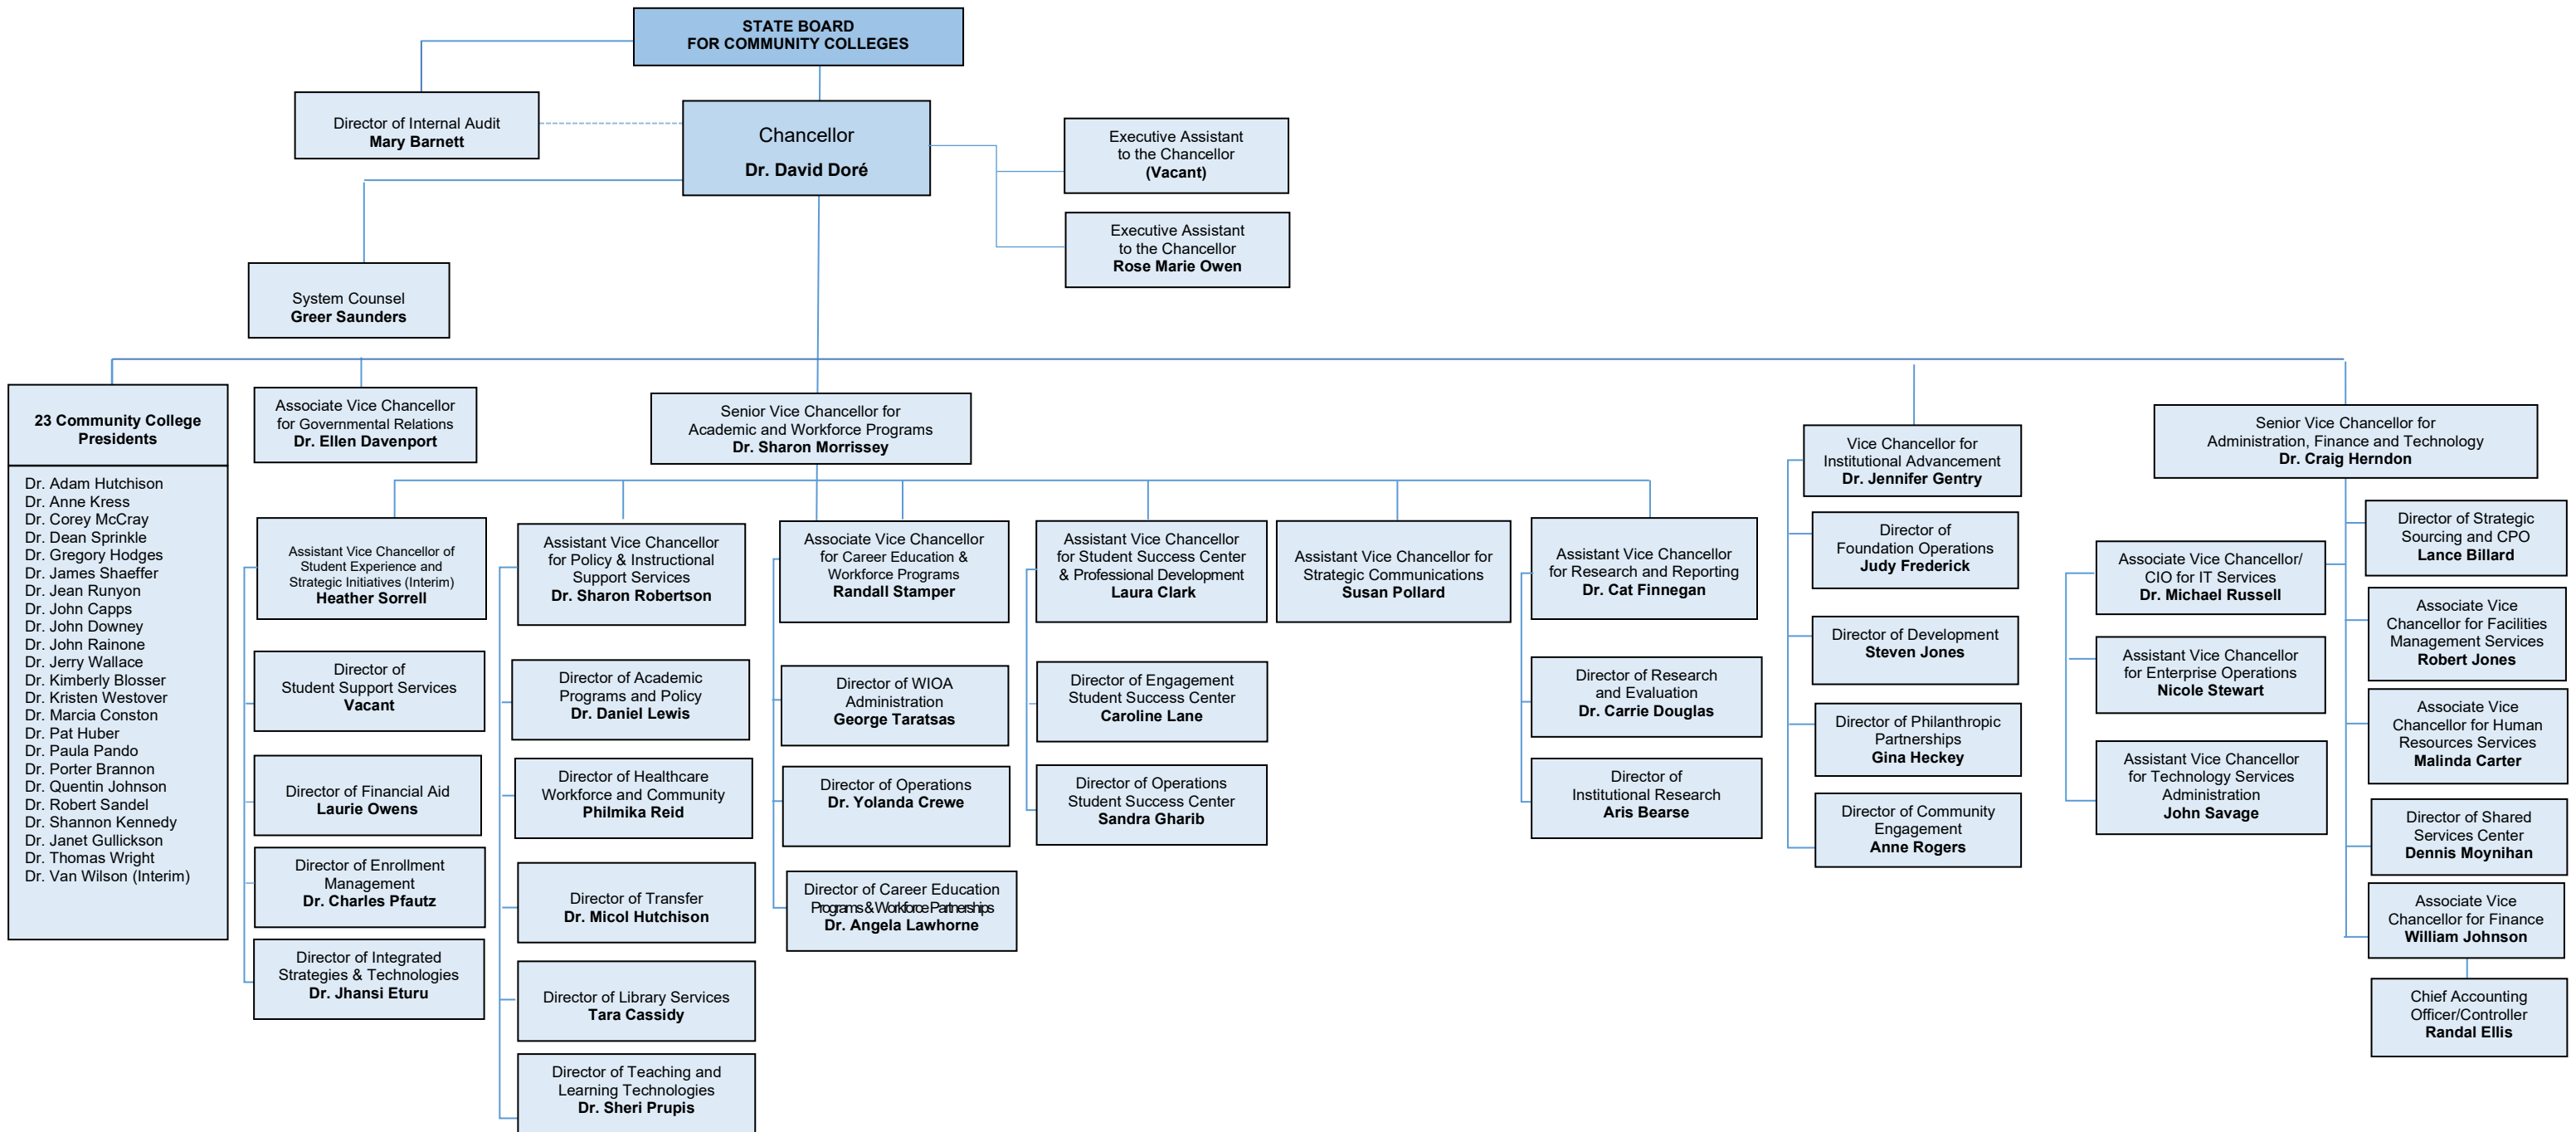 STATE BOARD
FOR COMMUNITY COLLEGES
Director of Internal Audit
Mary Barnett
Chancellor
Dr. David Doré
Executive Assistant
to the Chancellor
(Vacant)
Executive Assistant
to the Chancellor
Rose Marie Owen
System Counsel
Greer Saunders
23 Community College
Presidents
Dr. Adam Hutchison
Dr. Anne Kress
Dr. Corey McCray
Dr. Dean Sprinkle
Dr. Gregory Hodges
Dr. James Shaeffer
Dr. Jean Runyon
Dr. John Capps
Dr. John Downey
Dr. John Rainone
Dr. Jerry Wallace
Dr. Kimberly Blosser
Dr. Kristen Westover
Dr. Marcia Conston
Dr. Pat Huber
Dr. Paula Pando
Dr. Porter Brannon
Dr. Quentin Johnson
Dr. Robert Sandel
Dr. Shannon Kennedy
Dr. Janet Gullickson
Dr. Thomas Wright
Dr. Van Wilson (Interim)
Associate Vice Chancellor
for Governmental Relations
Dr. Ellen Davenport
Senior Vice Chancellor for
Academic and Workforce Programs
Dr. Sharon Morrissey
Vice Chancellor for
Institutional Advancement
Dr. Jennifer Gentry
Senior Vice Chancellor for
Administration, Finance and Technology
Dr. Craig Herndon
Assistant Vice Chancellor of
Student Experience and
Strategic Initiatives (Interim)
Heather Sorrell
Director of
Student Support Services
Vacant
Director of Financial Aid
Laurie Owens
Director of Enrollment
Management
Dr. Charles Pfautz
Director of Integrated
Strategies & Technologies
Dr. Jhansi Eturu
Assistant Vice Chancellor
for Policy & Instructional
Support Services
Dr. Sharon Robertson
Director of Academic
Programs and Policy
Dr. Daniel Lewis
Director of Healthcare
Workforce and Community
Philmika Reid
Director of Transfer
Dr. Micol Hutchison
Director of Library Services
Tara Cassidy
Director of Teaching and
Learning Technologies
Dr. Sheri Prupis
Associate Vice Chancellor
for Career Education &
Workforce Programs
Randall Stamper
Director of WIOA
Administration
George Taratsas
Director of Operations
Dr. Yolanda Crewe
Director of Career Education
Programs & Workforce Partnerships
Dr. Angela Lawhorne
Assistant Vice Chancellor
for Student Success Center
& Professional Development
Laura Clark
Director of Engagement
Student Success Center
Caroline Lane
Director of Operations
Student Success Center
Sandra Gharib
Assistant Vice Chancellor for
Strategic Communications
Susan Pollard
Assistant Vice Chancellor
for Research and Reporting
Dr. Cat Finnegan
Director of Research
and Evaluation
Dr. Carrie Douglas
Director of
Institutional Research
Aris Bearse
Director of
Foundation Operations
Judy Frederick
Director of Development
Steven Jones
Director of Philanthropic
Partnerships
Gina Heckey
Director of Community
Engagement
Anne Rogers
Associate Vice Chancellor/
CIO for IT Services
Dr. Michael Russell
Assistant Vice Chancellor
for Enterprise Operations
Nicole Stewart
Assistant Vice Chancellor
for Technology Services
Administration
John Savage
Director of Strategic
Sourcing and CPO
Lance Billard
Associate Vice
Chancellor for Facilities
Management Services
Robert Jones
Associate Vice
Chancellor for Human
Resources Services
Malinda Carter
Director of Shared
Services Center
Dennis Moynihan
Associate Vice
Chancellor for Finance
William Johnson
Chief Accounting
Officer/Controller
Randal Ellis